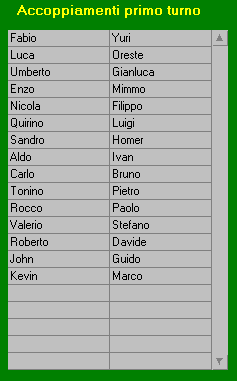 Accoppiamenti primo turno
Fabio Yuri
Luca Oreste
Umberto Gianluca
Enzo Mimmo
Nicola Filippo
Quirino Luigi
Sandro Homer
Aldo Ivan
Carlo Bruno
Tonino Pietro
Rocco Paolo
Valerio Stefano
Roberto Davide
John Guido
Kevin Marco